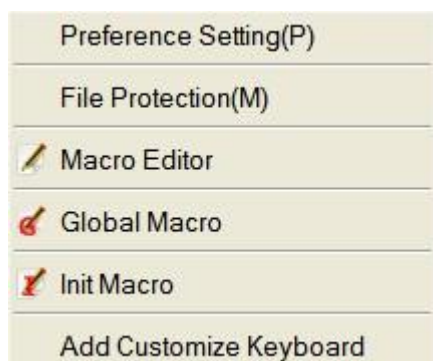 Preference Setting(P)
File Protection(M)
Macro Editor
Global Macro
Init Macro
Add Customize Keyboard